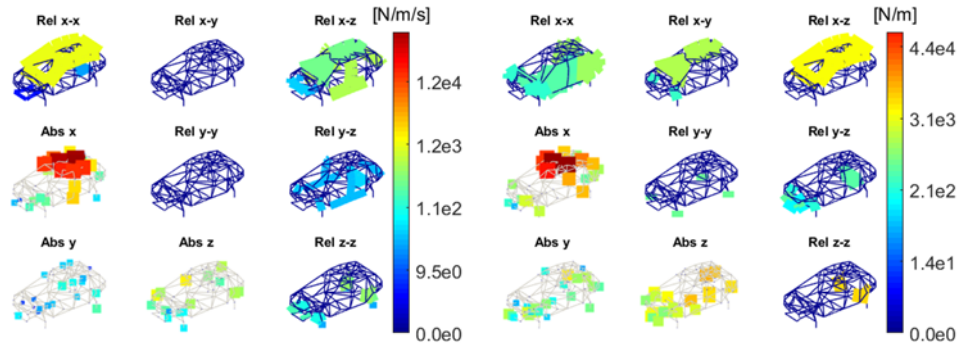 [N/m/s]
[N/m]
Rel x-x Rel x-y Rel x-z Rel x-x Rel x-y Rel x-z
1.2e4 4.4e4
Abs x Rel y-y Rel y-z Abs x Rel y-y Rel y-z
1.2e3 3.1e3
1.1e2 2.1e2
Abs y Abs z Rel z-z Abs y Abs z Rel z-z
9.5e0 1.4e1
0.0e0 0.0e0